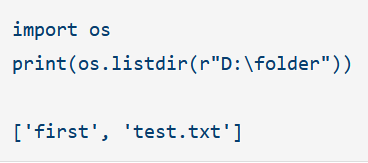 import os
print(os.listdir(r"D:\folder"))
['first', 'test.txt']